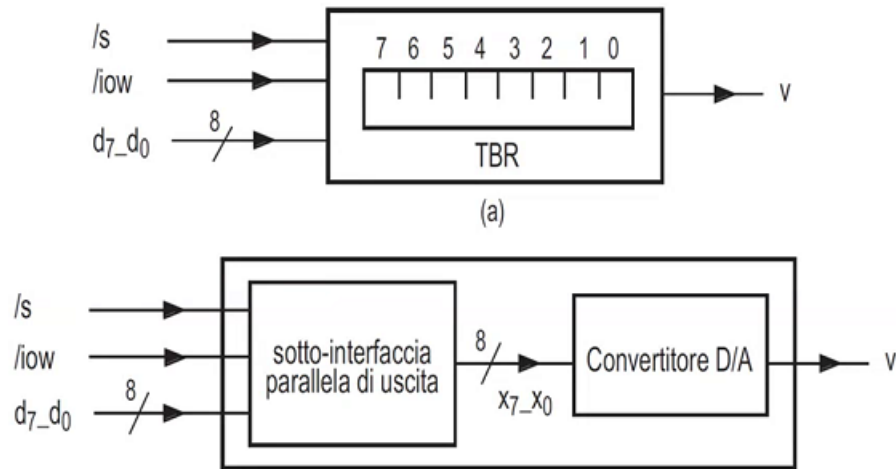 /s
7 6 5 4 3 2 1 0
/iow
v
8
d7_d0
TBR
(a)
/s
/iow
sotto-interfaccia
parallela di uscita
8
Convertitore D/A
v
8
d7_d0
x7_x0